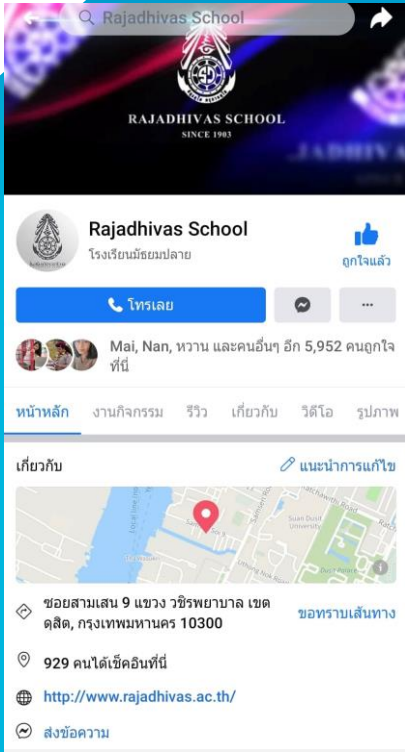 Rajadhivas School
RAJADHIVAS SCHOOL
SINCE 1903
Rajadhivas School
โรงเรียนมัธยมปลาย
ถูกใจแล้ว
โทรเลย
Mai, Nan, หวาน และคนอื่นๆ อีก 5,952 คนถูกใจ
ที่นี่
หน้าหลัก งานกิจกรรม รีวิว เกี่ยวกับ วิดีโอ รูปภาพ
เกี่ยวกับ
แนะนำการแก้ไข
Samsen Soi 9
Suan Dusit
University
Uthong Nok Road
ซอยสามเสน 9 แขวง วชิรพยาบาล เขต
ดุสิต, กรุงเทพมหานคร 10300
ขอทราบเส้นทาง
929 คนได้เช็คอินที่นี่
http://www.rajadhivas.ac.th/
ส่งข้อความ